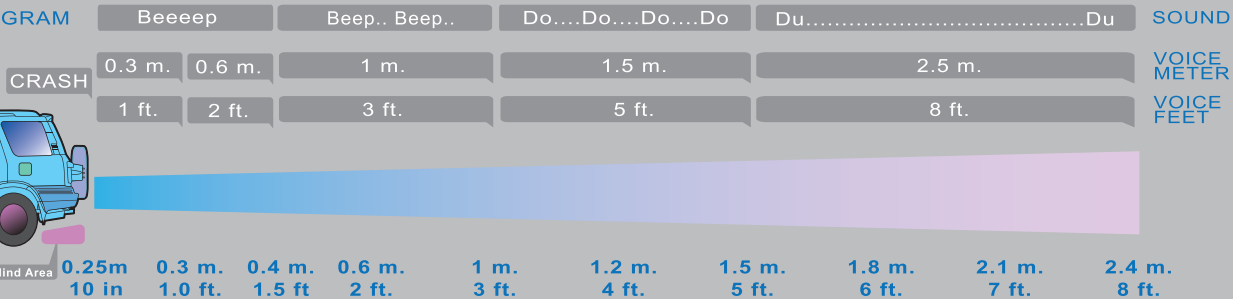 GRAM Beeeep Beep.. Beep.. Do....Do....Do....Do Du.......................................Du SOUND
CRASH
0.3 m. 0.6 m. 1 m. 1.5 m. 2.5 m. VOICE METER
1 ft. 2 ft. 3 ft. 5 ft. 8 ft. VOICE FEET
lind Area
0.25m 0.3 m. 0.4 m. 0.6 m. 1 m. 1.2 m. 1.5 m. 1.8 m. 2.1 m. 2.4 m.
10 in 1.0 ft. 1.5 ft 2 ft. 3 ft. 4 ft. 5 ft. 6 ft. 7 ft. 8 ft.